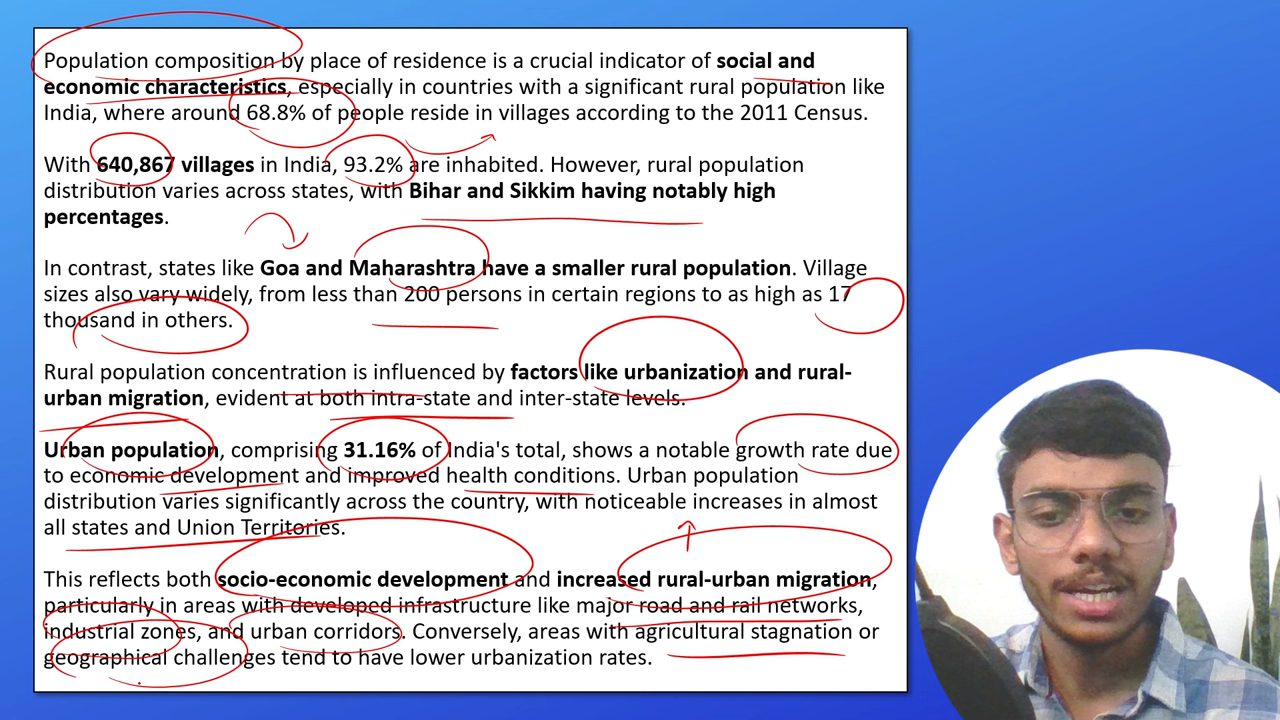 Population composition by place of residence is a crucial indicator of social and
economic characteristics, especially in countries with a significant rural population like
India, where around 68.8% of people reside in villages according to the 2011 Census.
With 640,867 villages in India, 93.2% are inhabited. However, rural population
distribution varies across states, with Bihar and Sikkim having notably high
percentages.
In contrast, states like Goa and Maharashtra have a smaller rural population. Village
sizes also vary widely, from less than 200 persons in certain regions to as high as 17
thousand in others.
Rural population concentration is influenced by factors like urbanization and rural-
urban migration, evident at both intra-state and inter-state levels.
Urban population, comprising 31.16% of India's total, shows a notable growth rate due
to economic development and improved health conditions. Urban population
distribution varies significantly across the country, with noticeable increases in almost
all states and Union Territories.
This reflects both socio-economic development and increased rural-urban migration,
particularly in areas with developed infrastructure like major road and rail networks,
industrial zones, and urban corridors. Conversely, areas with agricultural stagnation or
geographical challenges tend to have lower urbanization rates.